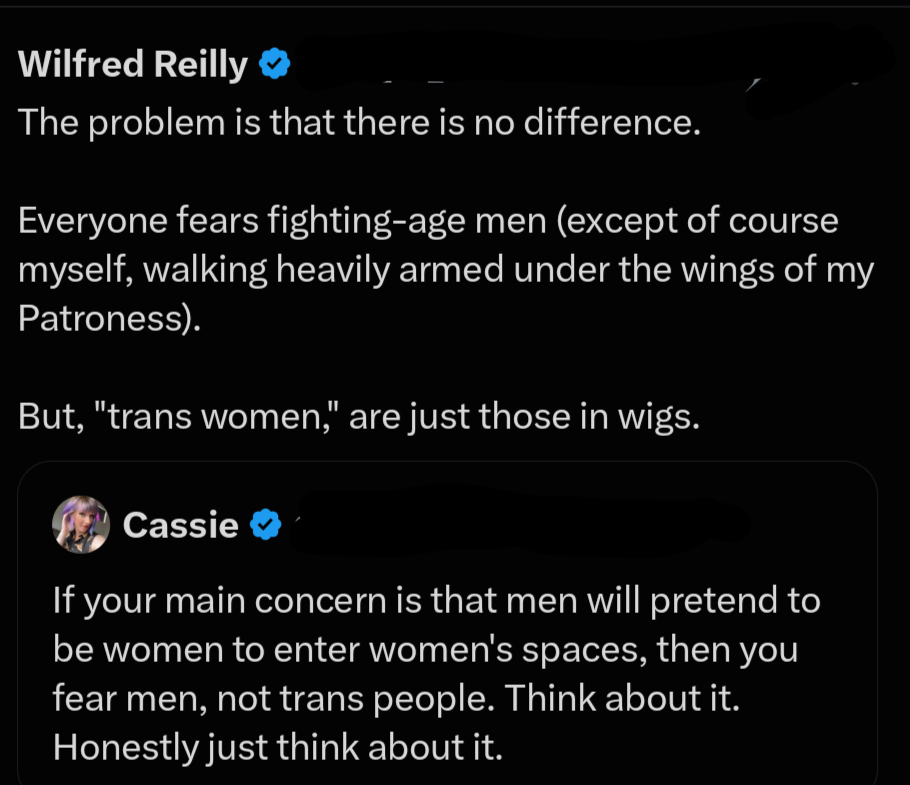 Wilfred Reilly
The problem is that there is no difference.
Everyone fears fighting-age men (except of course
myself, walking heavily armed under the wings of my
Patroness).
But, "trans women," are just those in wigs.
Cassie
If your main concern is that men will pretend to
be women to enter women's spaces, then you
fear men, not trans people. Think about it.
Honestly just think about it.